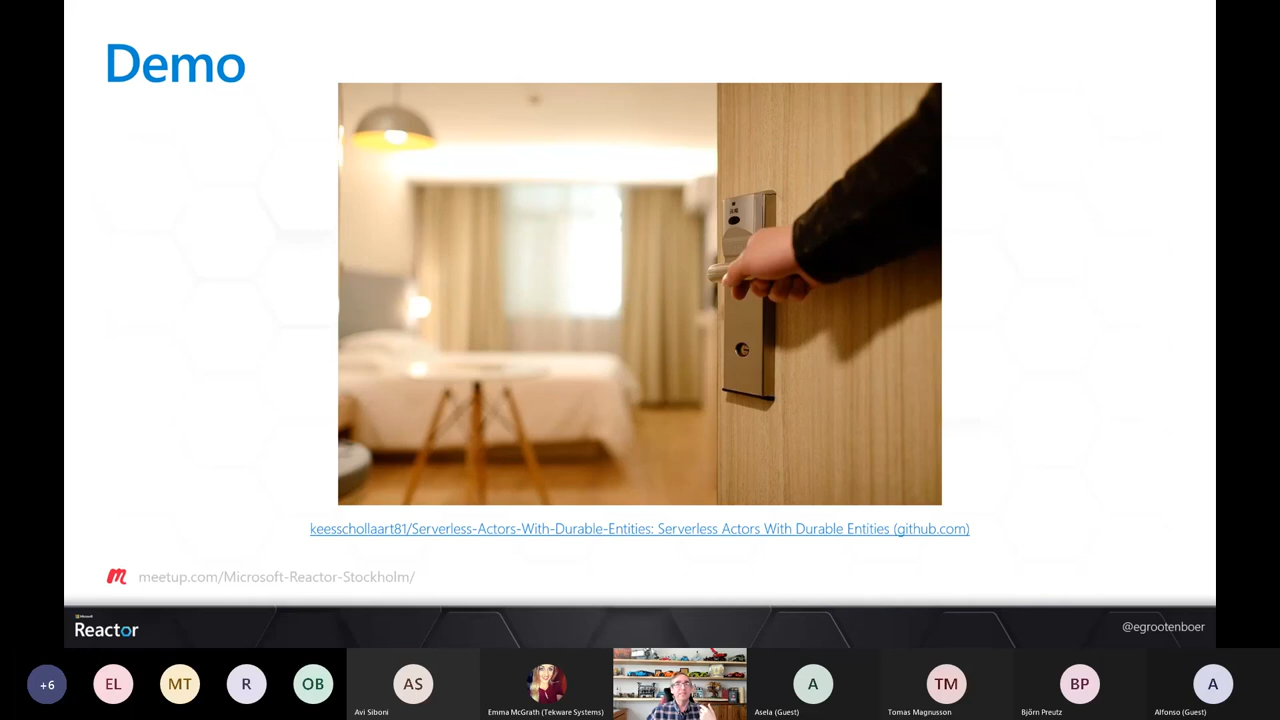 Demo
keesschollaart81/Serverless-Actors-With-Durable-Entities: Serverless Actors With Durable Entities (github.com)
m meetup.com/Microsoft-Reactor-Stockholm/
Microsoft
Reactor
@egrootenboer
+6
EL
MT
R
OB
AS
A
TM
BP
A
Avi Siboni
Emma McGrath (Tekware Systems)
Asela (Guest)
Tomas Magnusson
Björn Preutz
Alfonso (Guest)